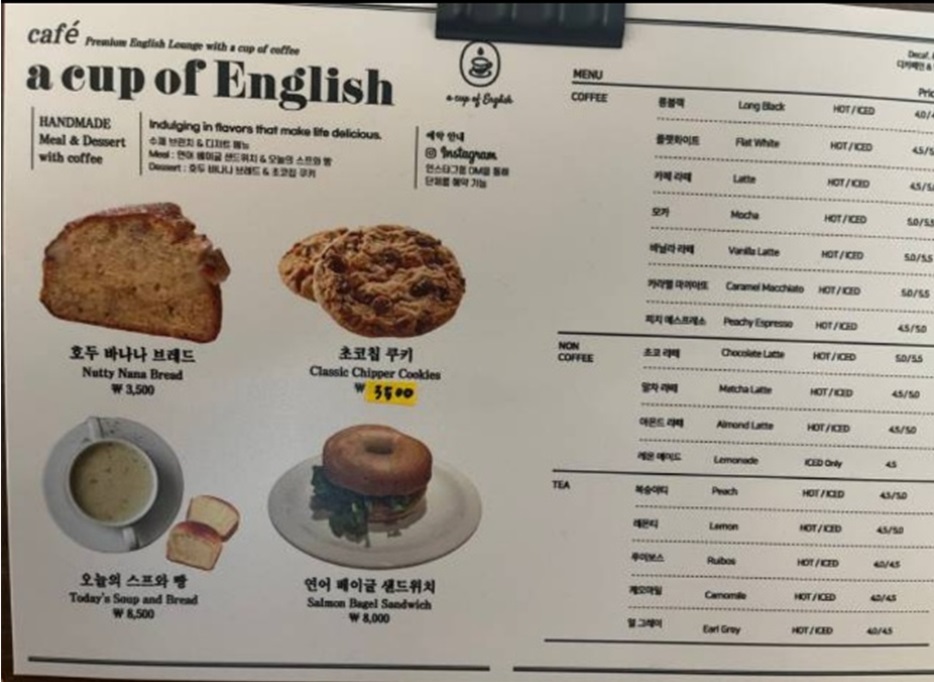 café Premium English Lounge with a cup of coffee
a cup of English
a cup of English
HANDMADE
Meal & Dessert
with coffee
Indulging in flavors that make life delicious.
수제 브런치 & 디저트 메뉴
Meal : 연어 베이글 샌드위치 & 오늘의 스프와 빵
Dessert : 호두 바나나 브레드 & 초코칩 쿠키
예약 안내
Instagram
인스타그램 DM을 통해
단체룸 예약 가능
호두 바나나 브레드
Nutty Nana Bread
₩ 3,500
초코칩 쿠키
Classic Chipper Cookies
₩ 3500
오늘의 스프와 빵
Today's Soup and Bread
₩ 8,500
연어 베이글 샌드위치
Salmon Bagel Sandwich
₩ 8,000
Decaf.
디카페인 &
MENU
COFFEE
롱블랙 Long Black HOT / ICED 4.0/4
플랫화이트 Flat White HOT / ICED 4.5/5
카페 라떼 Latte HOT / ICED 4.5/5
모카 Mocha HOT / ICED 5.0/5.5
바닐라 라떼 Vanilla Latte HOT / ICED 5.0/5.5
카라멜 마끼아또 Caramel Macchiato HOT / ICED 5.0/5.5
피치 에스프레소 Peachy Espresso HOT / ICED 4.5/5.0
NON
COFFEE
초코 라떼 Chocolate Latte HOT / ICED 5.0/5.5
말차 라떼 Matcha Latte HOT / ICED 4.5/5.0
아몬드 라떼 Almond Latte HOT / ICED 4.5/5.0
레몬 에이드 Lemonade ICED Only 4.5
TEA
복숭아티 Peach HOT / ICED 4.5/5.0
레몬티 Lemon HOT / ICED 4.5/5.0
루이보스 Ruibos HOT / ICED 4.0/4.5
캐모마일 Camomile HOT / ICED 4.0/4.5
얼 그레이 Earl Grey HOT / ICED 4.0/4.5